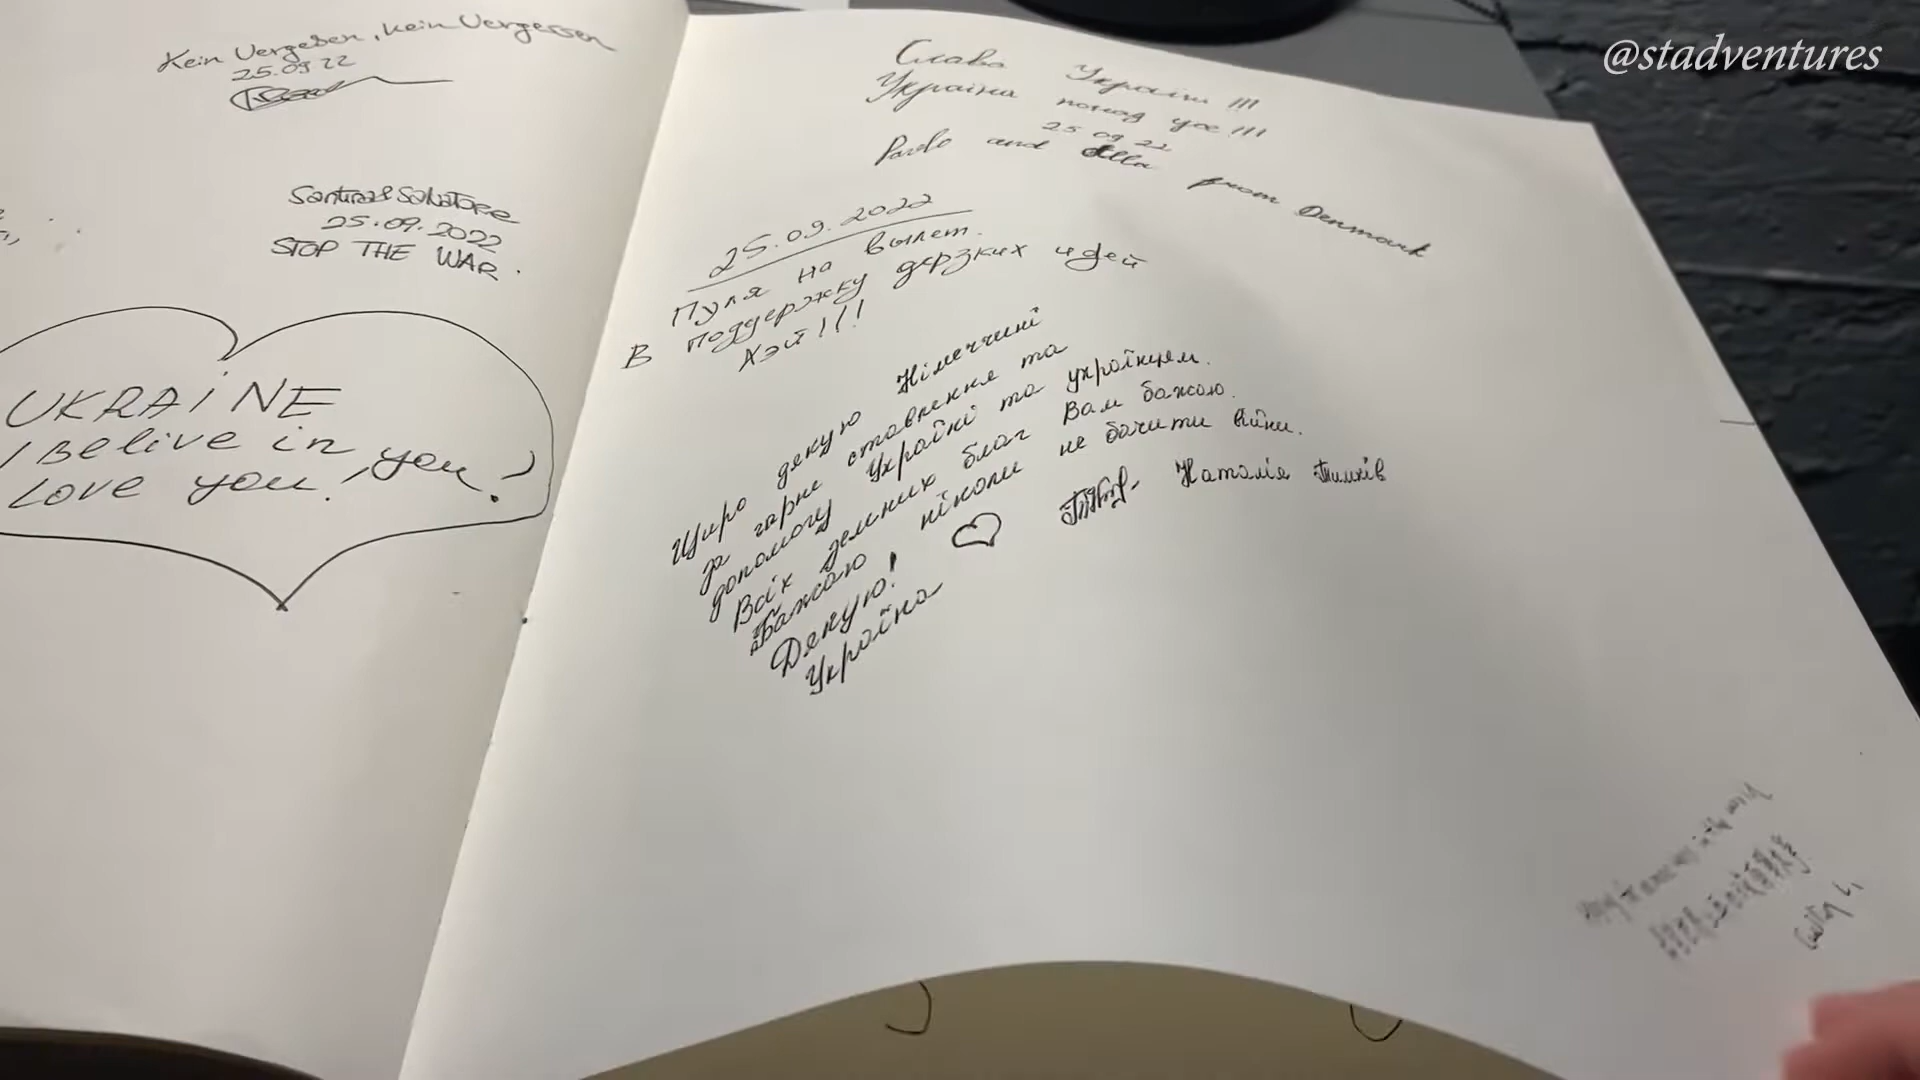 @stadventures
Kein Vergeben, kein Vergessen
25.09.22
STOP THE WAR.
25.09.2022
UKRAINE
I Belive in you!
Love you!
Слава Україні !!!
Україна понад усе !!!
25 09 22
Pavlo and Alla from Denmark
25.09.2022
Пуля на вылет.
В поддержку дерзких идей
Хэй!!!
Щиро дякую Німеччині
за гарне ставлення та
допомогу Україні та українцям.
Всіх земних благ Вам бажаю.
Бажаю ніколи не бачити війни.
Дякую!
Україна
Наталія Тимків